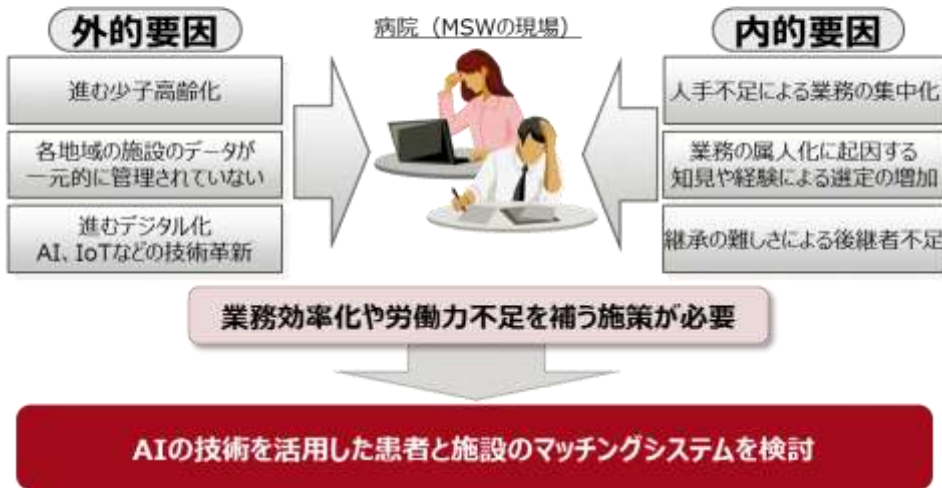 外的要因
病院（MSWの現場）
内的要因
進む少子高齢化
各地域の施設のデータが
一元的に管理されていない
進むデジタル化
AI、IoTなどの技術革新
人手不足による業務の集中化
業務の属人化に起因する
知見や経験による選定の増加
継承の難しさによる後継者不足
業務効率化や労働力不足を補う施策が必要
AIの技術を活用した患者と施設のマッチングシステムを検討